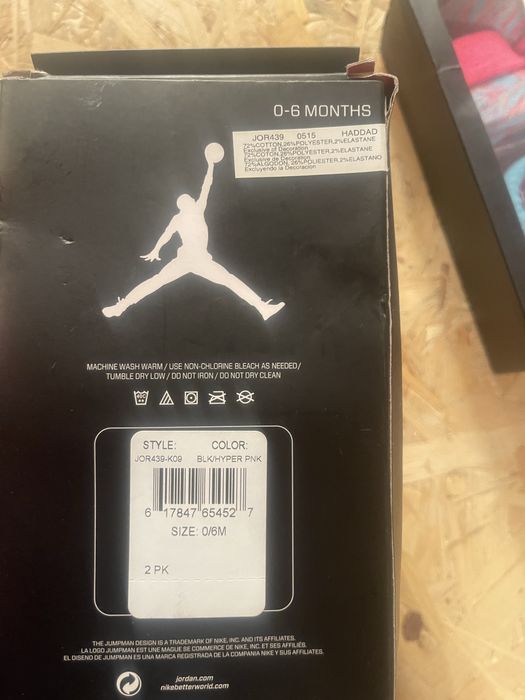 0-6 MONTHS
JOR439 0515 HADDAD
72%COTTON,26%POLYESTER,2%ELASTANE
Exclusive of Decoration
72%COTON,26%POLYESTER,2%ELASTANE
Exclusive de Decoration
72%ALGODON, 26%POLIESTER,2%ELASTANO
Excluyendo la Decoracion
MACHINE WASH WARM / USE NON-CHLORINE BLEACH AS NEEDED/
TUMBLE DRY LOW / DO NOT IRON / DO NOT DRY CLEAN
STYLE: COLOR:
JOR439-K09 BLK/HYPER PNK
6 17847 65452 7
SIZE: 0/6M
2 PK
THE JUMPMAN DESIGN IS A TRADEMARK OF NIKE, INC. AND ITS AFFILIATES.
LA LOGO JUMPMAN EST UNE MAGUE SE COMMERCE DE NIKE, INC. ET SES AFFILIÉS.
EL DISENO DE JUMPMAN ES UNA MARCA REGISTRADA DE LA COMPANIA NIKE Y SUS AFILIATES.
jordan.com
nikebetterworld.com